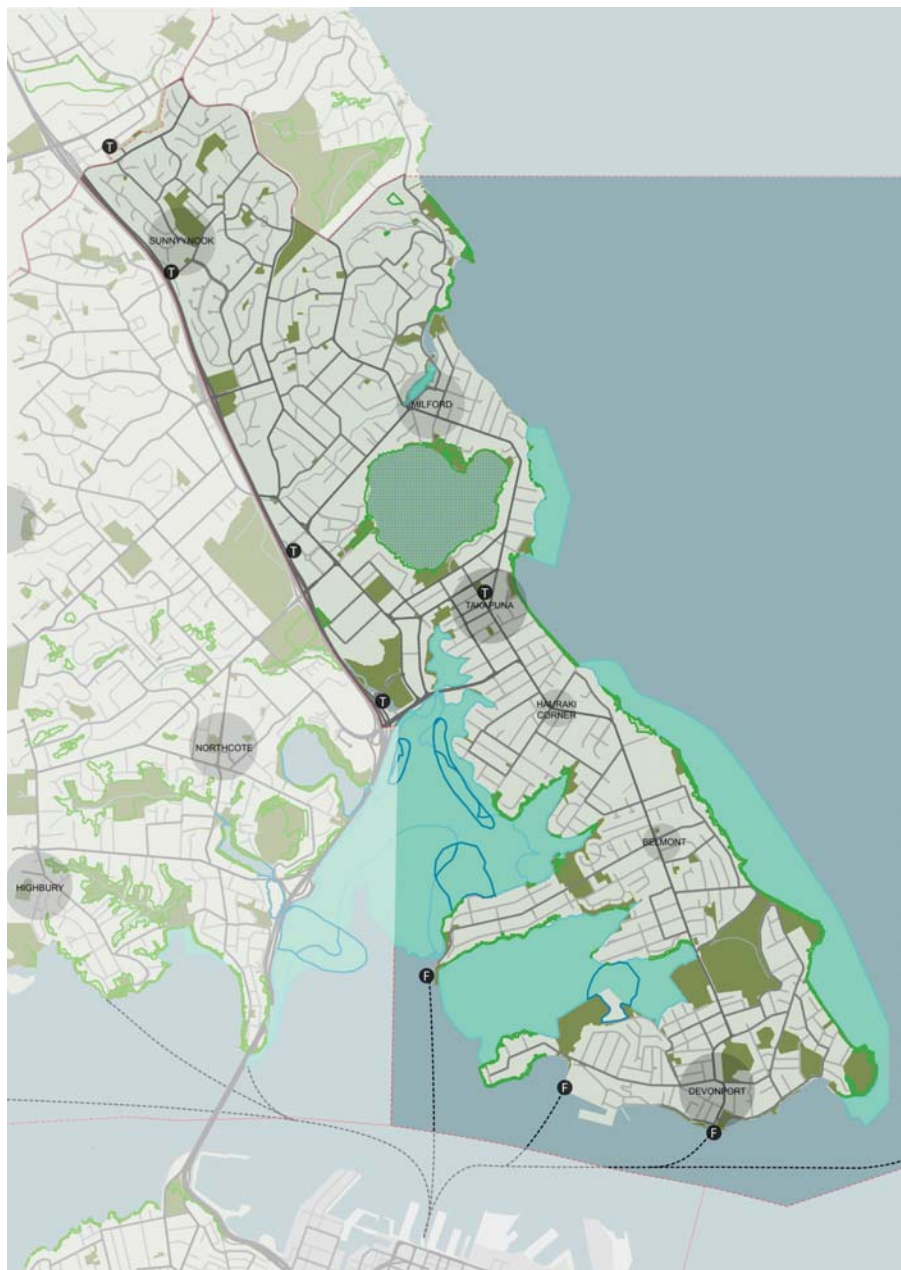 T
SUNNYNOOK
T
MILFORD
T
T
TAKAPUNA
T
HAURAKI
CORNER
NORTHCOTE
BELMONT
HIGHBURY
F
F
DEVONPORT
F